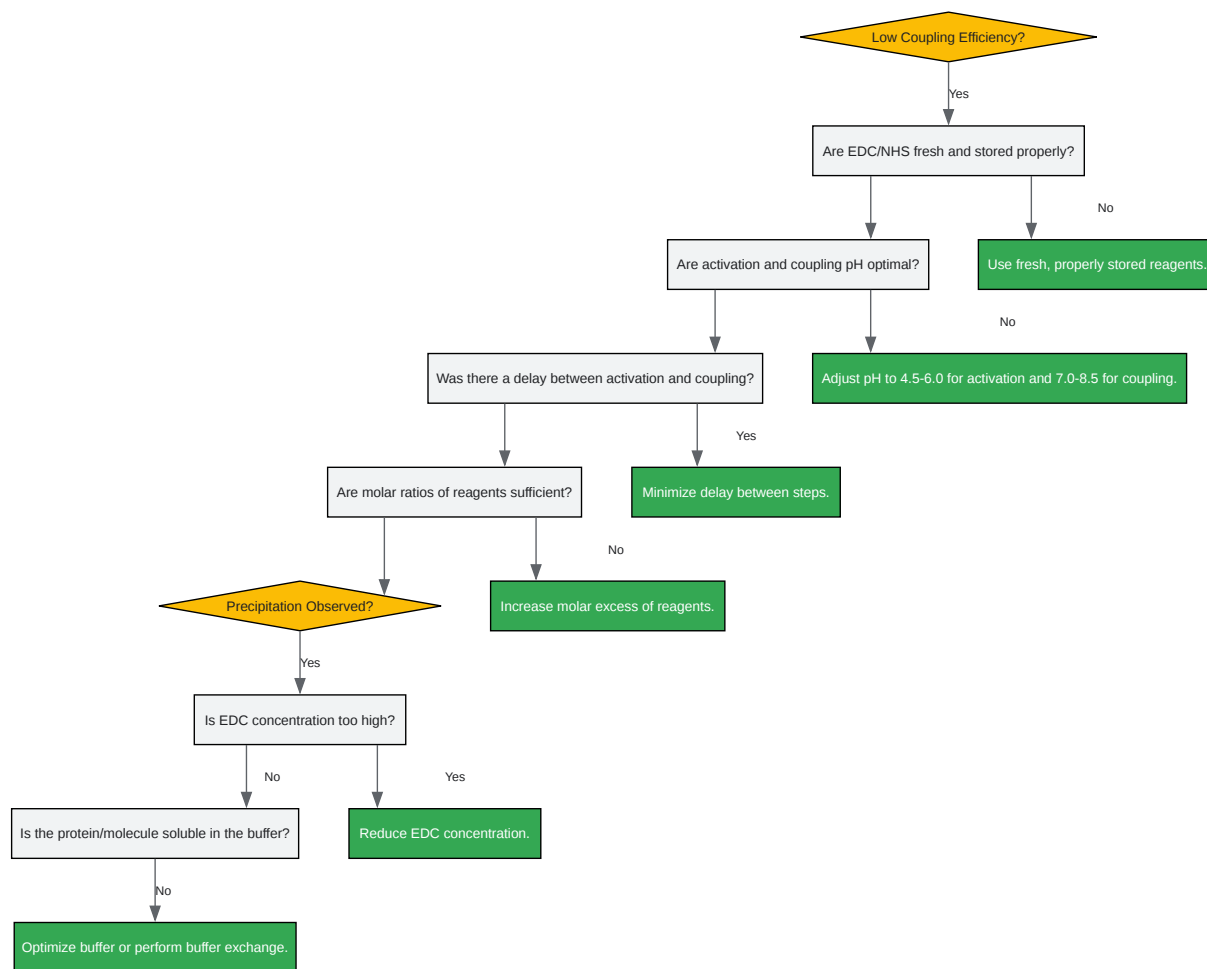 Low Coupling Efficiency?
Yes
Are EDC/NHS fresh and stored properly?
No
Are activation and coupling pH optimal?
Use fresh, properly stored reagents.
No
Was there a delay between activation and coupling?
Adjust pH to 4.5-6.0 for activation and 7.0-8.5 for coupling.
Yes
Are molar ratios of reagents sufficient?
Minimize delay between steps.
No
Precipitation Observed?
Increase molar excess of reagents.
Yes
Is EDC concentration too high?
No
Yes
Is the protein/molecule soluble in the buffer?
Reduce EDC concentration.
No
Optimize buffer or perform buffer exchange.